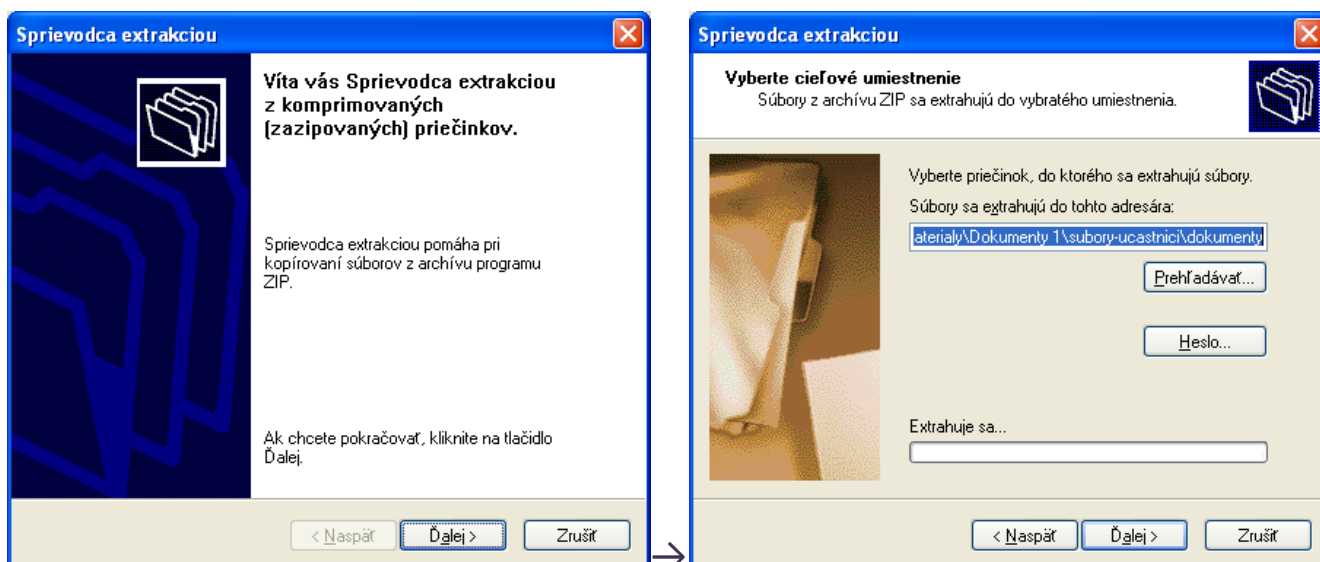 Sprievodca extrakciou
Víta vás Sprievodca extrakciou
z komprimovaných
(zazipovaných) priečinkov.
Sprievodca extrakciou pomáha pri
kopírovaní súborov z archívu programu
ZIP.
Ak chcete pokračovať, kliknite na tlačidlo
Ďalej.
< Naspäť
Ďalej >
Zrušiť
→
Sprievodca extrakciou
Vyberte cieľové umiestnenie
Súbory z archívu ZIP sa extrahujú do vybratého umiestnenia.
Vyberte priečinok, do ktorého sa extrahujú súbory.
Súbory sa extrahujú do tohto adresára:
aterialy\Dokumenty 1\subory-ucastnici\dokumenty
Prehľadávať...
Heslo...
Extrahuje sa...
< Naspäť
Ďalej >
Zrušiť